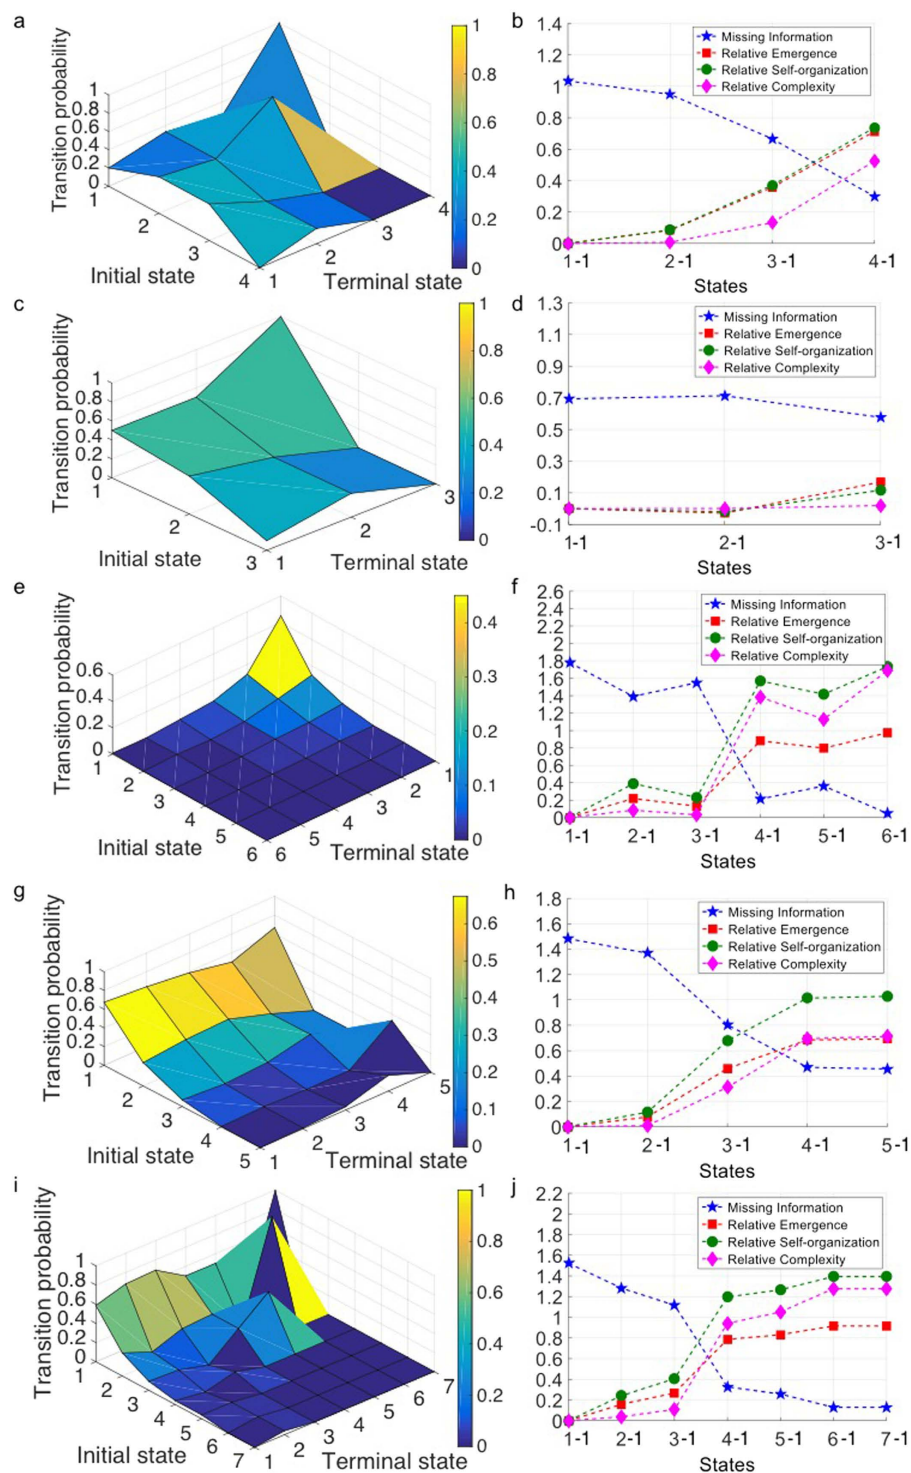 a
Transition probability
1
0.8
0.6
0.4
0.2
0
1
2
3
4
Initial state
1
2
3
4
Terminal state
1
0.8
0.6
0.4
0.2
0
b
1.4
1.2
1
0.8
0.6
0.4
0.2
0
Missing Information
Relative Emergence
Relative Self-organization
Relative Complexity
1-1 2-1 3-1 4-1
States
c
Transition probability
1
0.8
0.6
0.4
0.2
0
1
2
3
Initial state
1
2
3
Terminal state
1
0.8
0.6
0.4
0.2
0
d
1.3
1.1
0.9
0.7
0.5
0.3
0.1
-0.1
Missing Information
Relative Emergence
Relative Self-organization
Relative Complexity
1-1 2-1 3-1
States
e
Transition probability
0.6
0.4
0.2
0
1
2
3
4
5
6
Initial state
6
5
4
3
2
1
Terminal state
0.4
0.3
0.2
0.1
0
f
2.6
2.4
2.2
2
1.8
1.6
1.4
1.2
1
0.8
0.6
0.4
0.2
0
Missing Information
Relative Emergence
Relative Self-organization
Relative Complexity
1-1 2-1 3-1 4-1 5-1 6-1
States
g
Transition probability
1
0.8
0.6
0.4
0.2
0
1
2
3
4
5
Initial state
1
2
3
4
5
Terminal state
0.6
0.5
0.4
0.3
0.2
0.1
0
h
1.8
1.6
1.4
1.2
1
0.8
0.6
0.4
0.2
0
Missing Information
Relative Emergence
Relative Self-organization
Relative Complexity
1-1 2-1 3-1 4-1 5-1
States
i
Transition probability
1
0.8
0.6
0.4
0.2
0
1
2
3
4
5
6
7
Initial state
1
2
3
4
5
6
7
Terminal state
1
0.8
0.6
0.4
0.2
0
j
2.2
2
1.8
1.6
1.4
1.2
1
0.8
0.6
0.4
0.2
0
Missing Information
Relative Emergence
Relative Self-organization
Relative Complexity
1-1 2-1 3-1 4-1 5-1 6-1 7-1
States